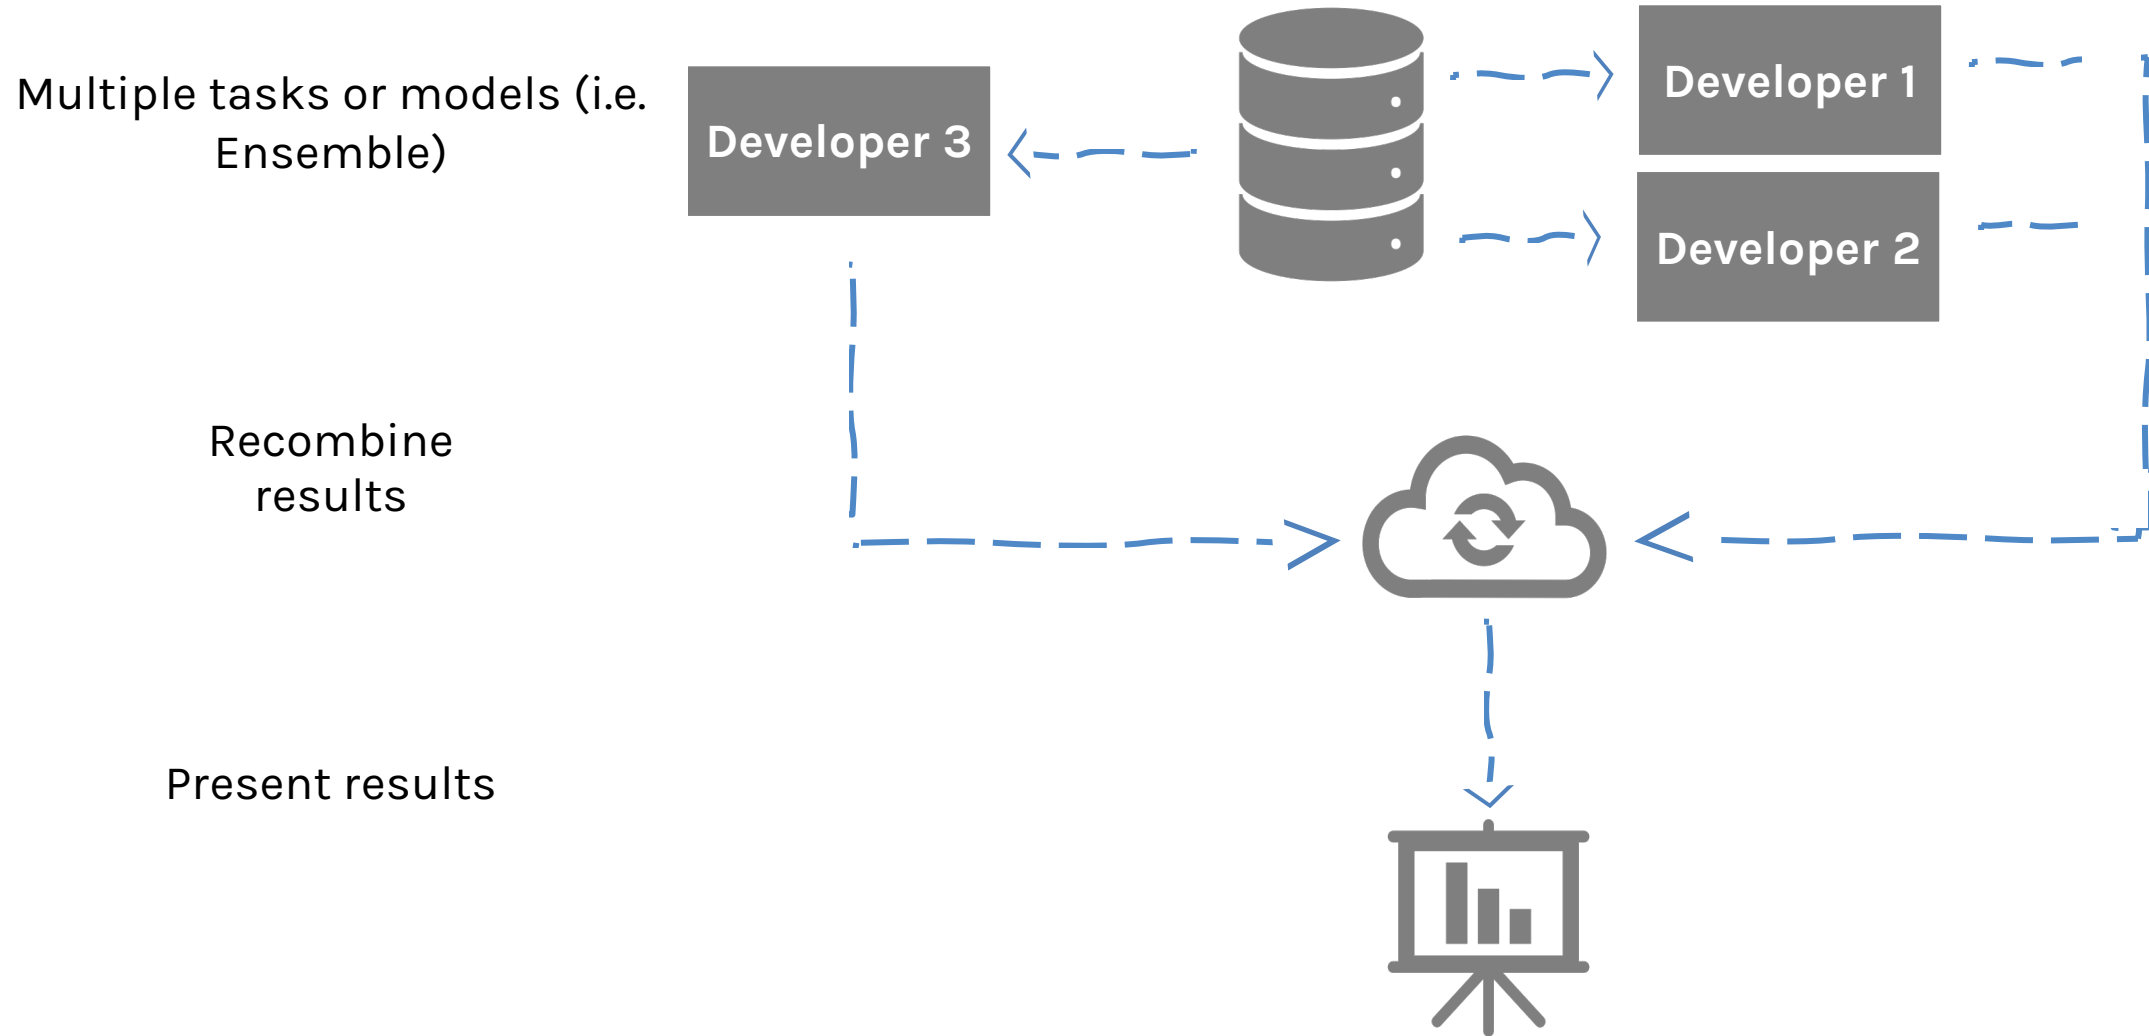 Multiple tasks or models (i.e.
Ensemble)
Developer 3
Developer 1
Developer 2
Recombine
results
Present results